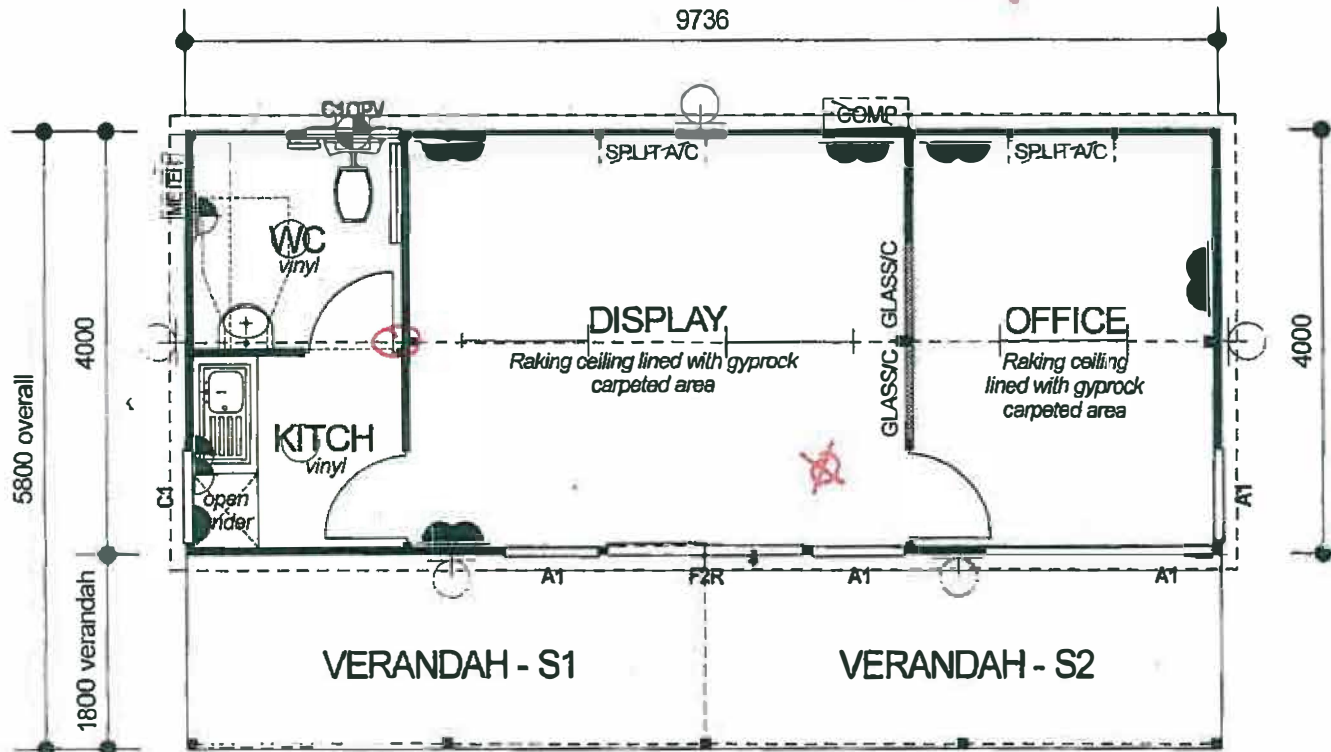 9736
COMP
SPLIT A/C
SPLIT A/C
METER
WC
vinyl
GLASS/C
GLASS/C
DISPLAY
Raking ceiling lined with gyprock
carpeted area
OFFICE
Raking ceiling
lined with gyprock
carpeted area
4000
4000
5800 overall
KITCH
vinyl
C1
open
A1
A1
F2R
A1
A1
1800 verandah
VERANDAH - S1
VERANDAH - S2